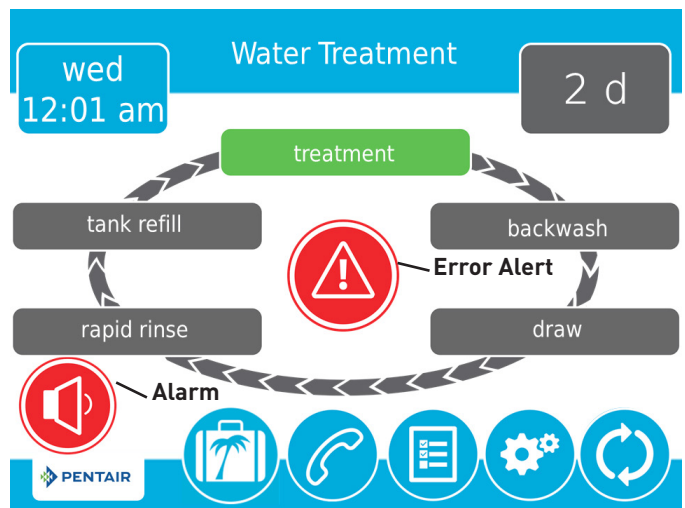 Water Treatment
wed
12:01 am
2 d
treatment
tank refill
backwash
Error Alert
rapid rinse
draw
Alarm
PENTAIR